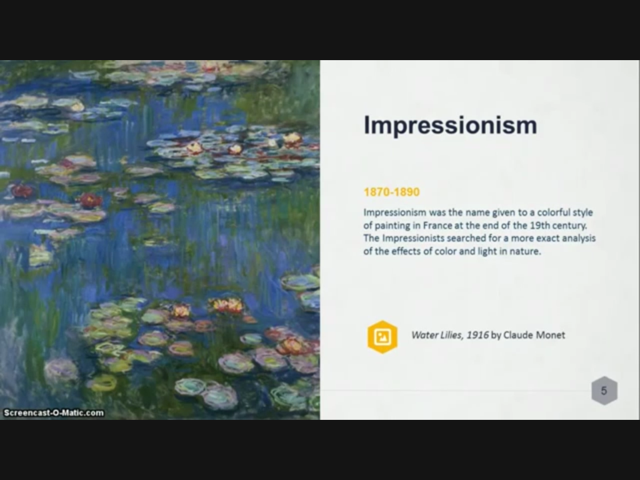 Impressionism
1870-1890
Impressionism was the name given to a colorful style
of painting in France at the end of the 19th century.
The Impressionists searched for a more exact analysis
of the effects of color and light in nature.
Water Lilies, 1916 by Claude Monet
5
Screencast-O-Matic.com